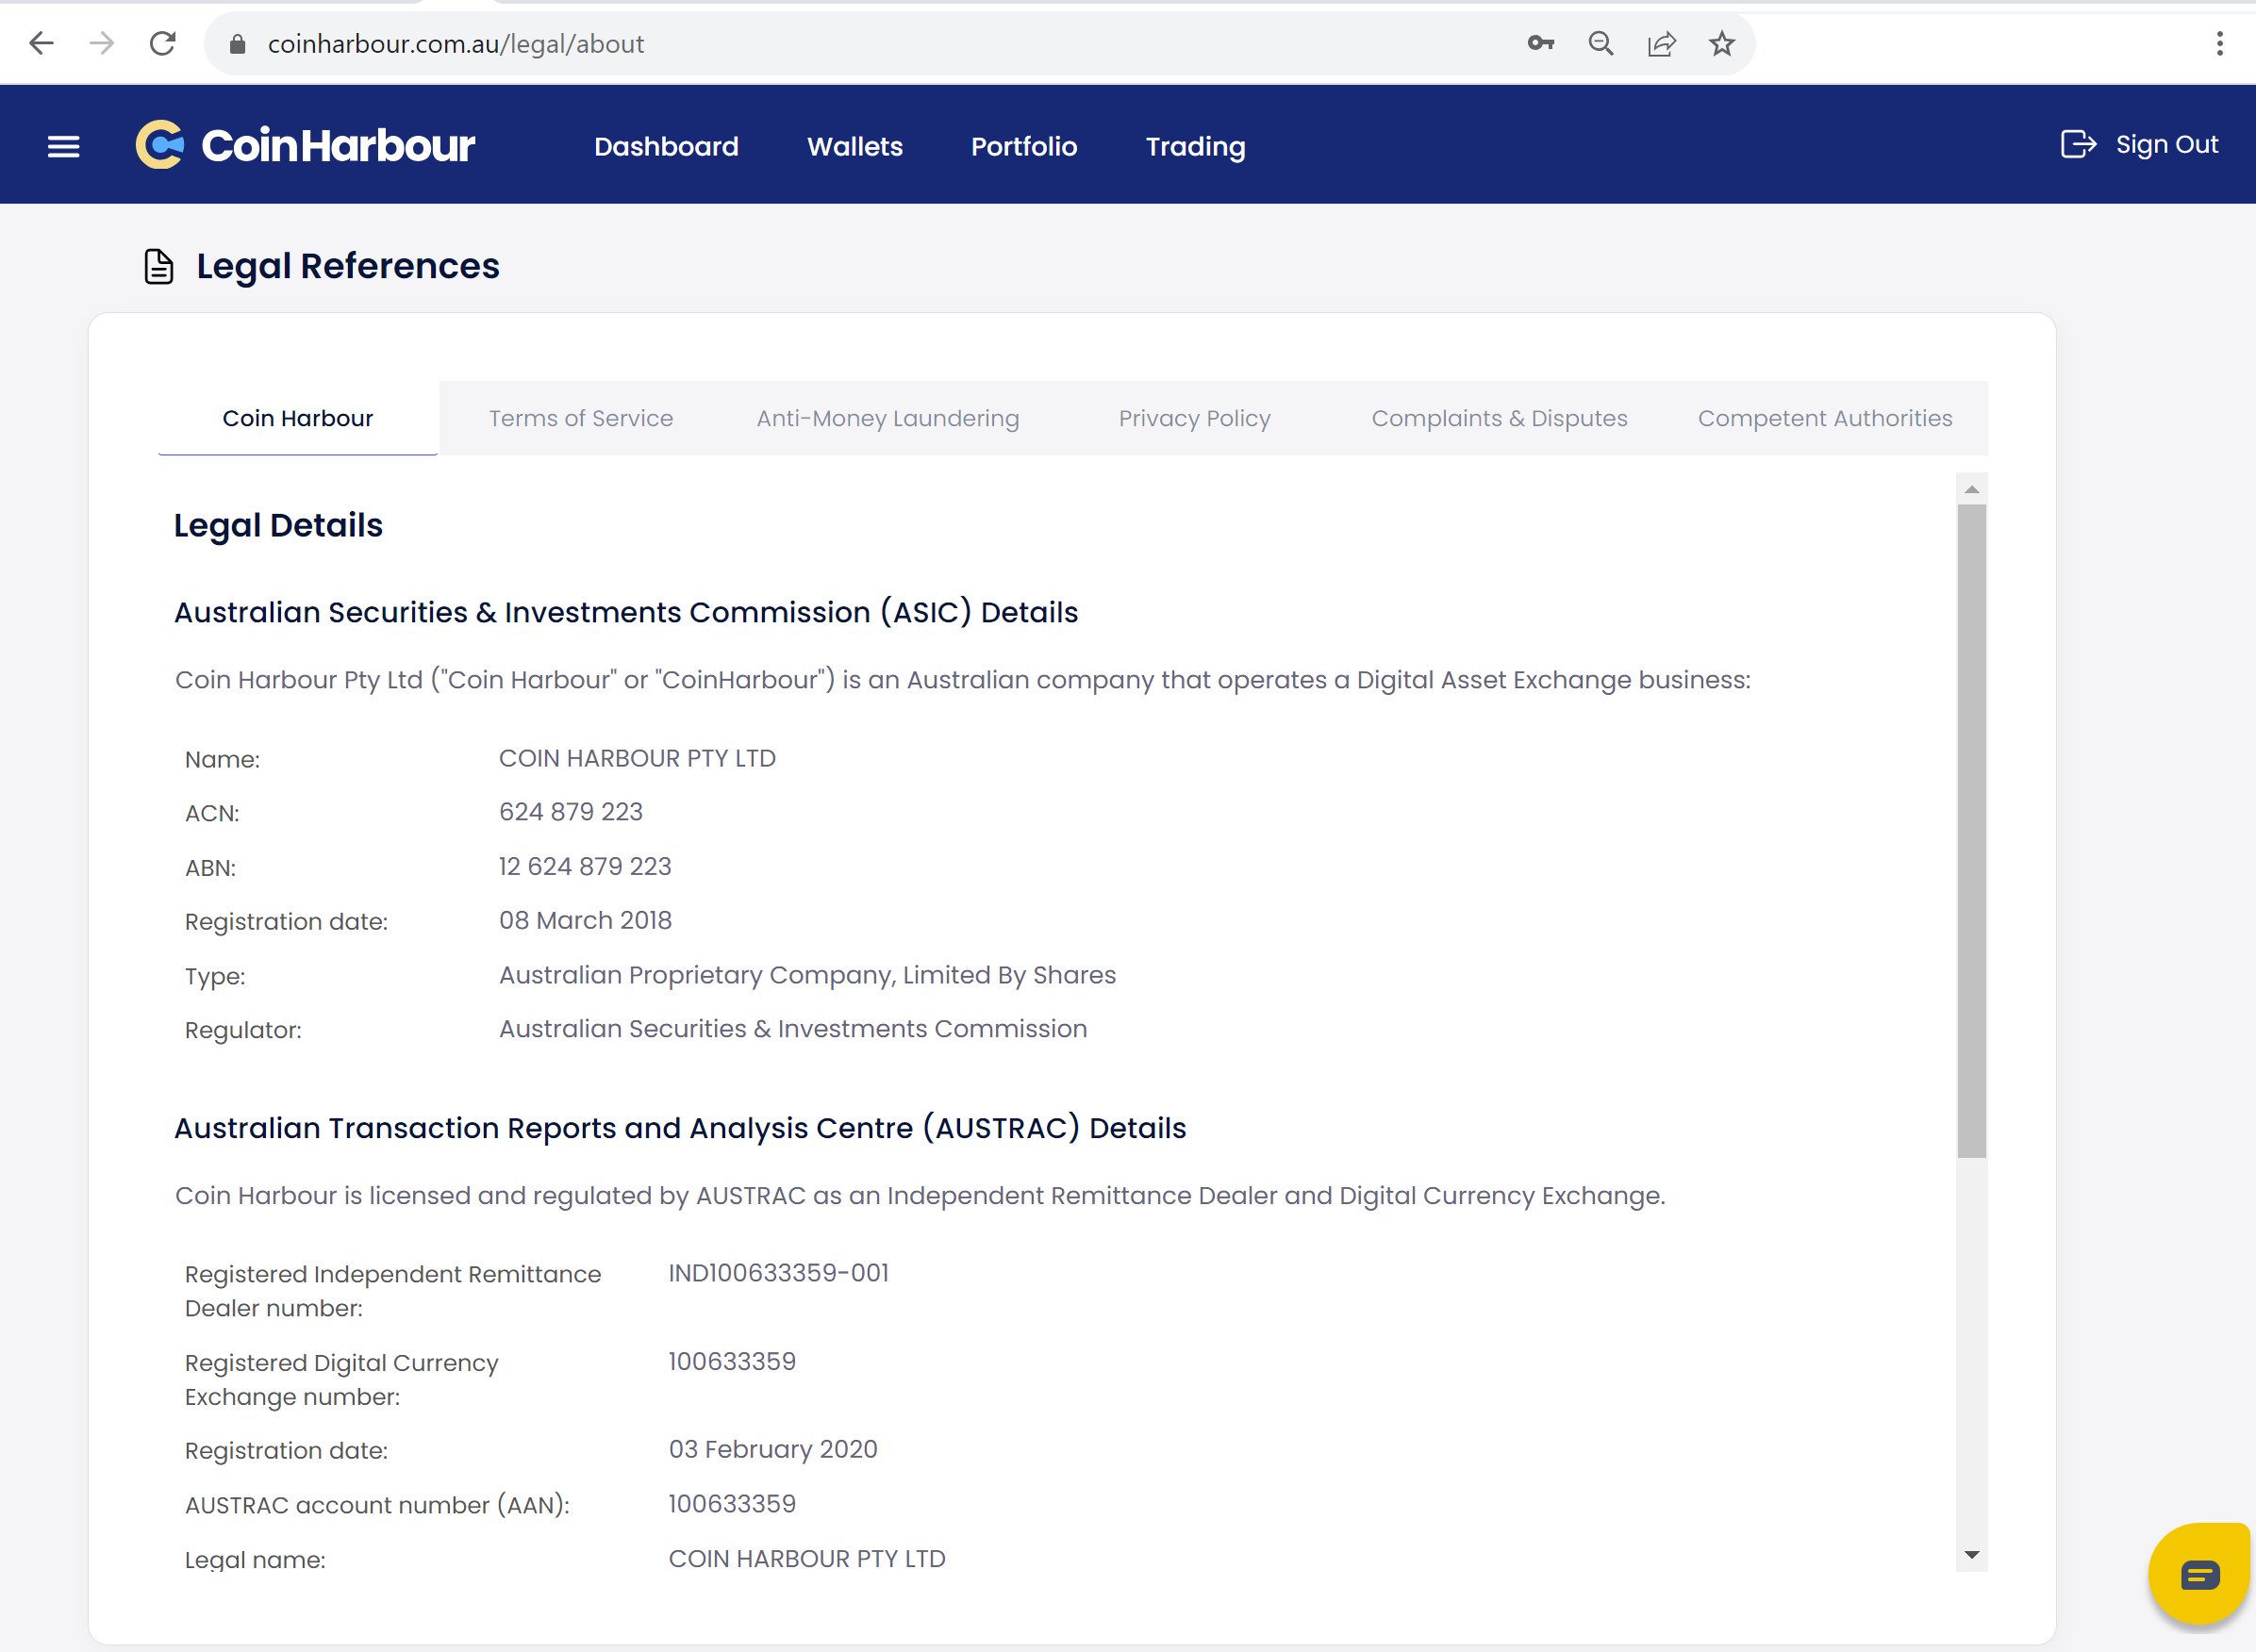 coinharbour.com.au/legal/about
CoinHarbour
Dashboard
Wallets
Portfolio
Trading
Sign Out
Legal References
Coin Harbour
Terms of Service
Anti-Money Laundering
Privacy Policy
Complaints & Disputes
Competent Authorities
Legal Details
Australian Securities & Investments Commission (ASIC) Details
Coin Harbour Pty Ltd ("Coin Harbour" or "CoinHarbour") is an Australian company that operates a Digital Asset Exchange business:
Name: COIN HARBOUR PTY LTD
ACN: 624 879 223
ABN: 12 624 879 223
Registration date: 08 March 2018
Type: Australian Proprietary Company, Limited By Shares
Regulator: Australian Securities & Investments Commission
Australian Transaction Reports and Analysis Centre (AUSTRAC) Details
Coin Harbour is licensed and regulated by AUSTRAC as an Independent Remittance Dealer and Digital Currency Exchange.
Registered Independent Remittance IND100633359-001
Dealer number:
Registered Digital Currency 100633359
Exchange number:
Registration date: 03 February 2020
AUSTRAC account number (AAN): 100633359
Legal name: COIN HARBOUR PTY LTD